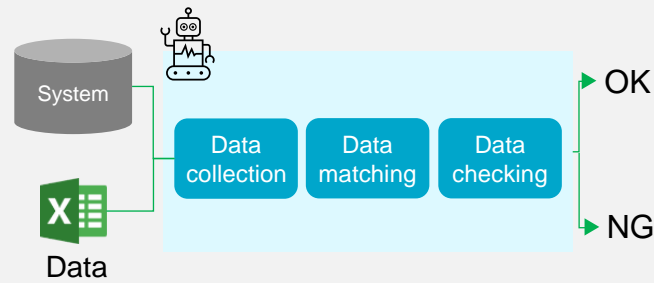 System
Data
collection
Data
matching
Data
checking
OK
NG
X
Data